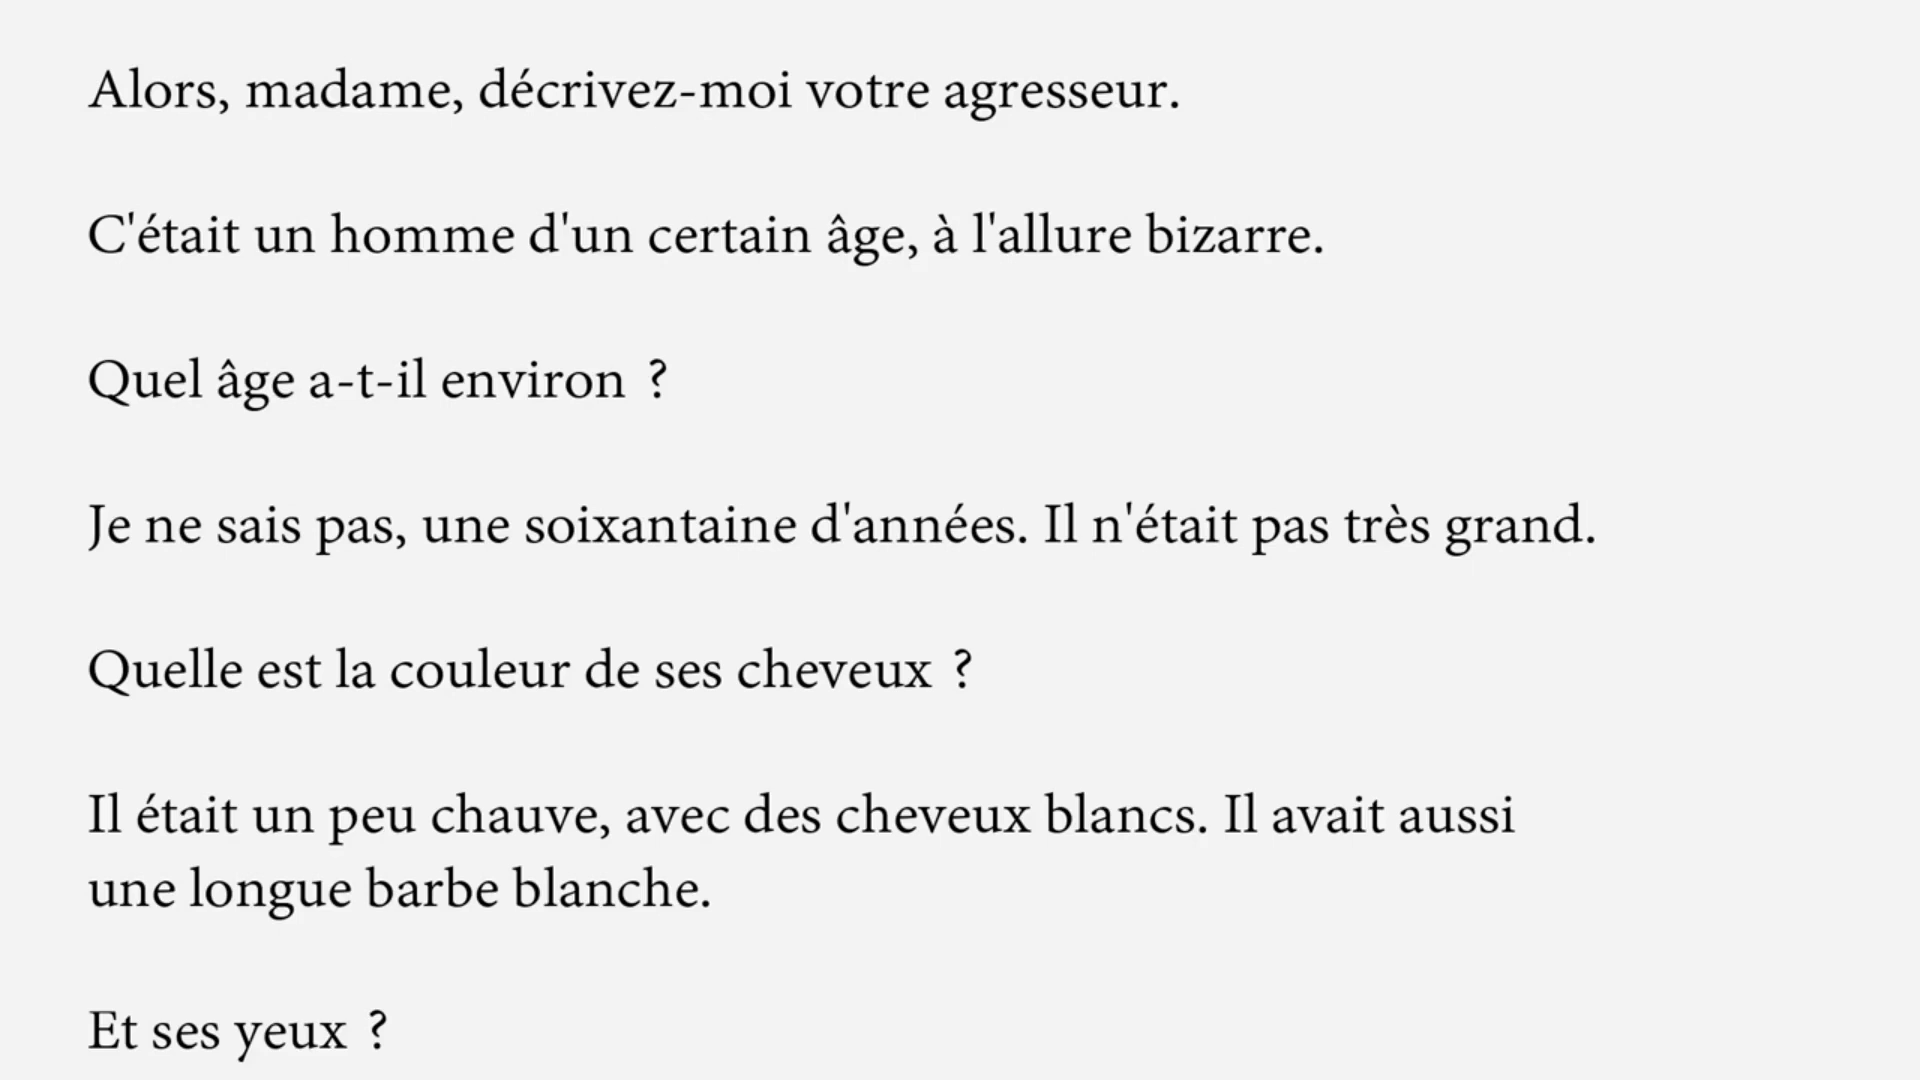 Alors, madame, décrivez-moi votre agresseur.
C'était un homme d'un certain âge, à l'allure bizarre.
Quel âge a-t-il environ ?
Je ne sais pas, une soixantaine d'années. Il n'était pas très grand.
Quelle est la couleur de ses cheveux ?
Il était un peu chauve, avec des cheveux blancs. Il avait aussi
une longue barbe blanche.
Et ses yeux ?